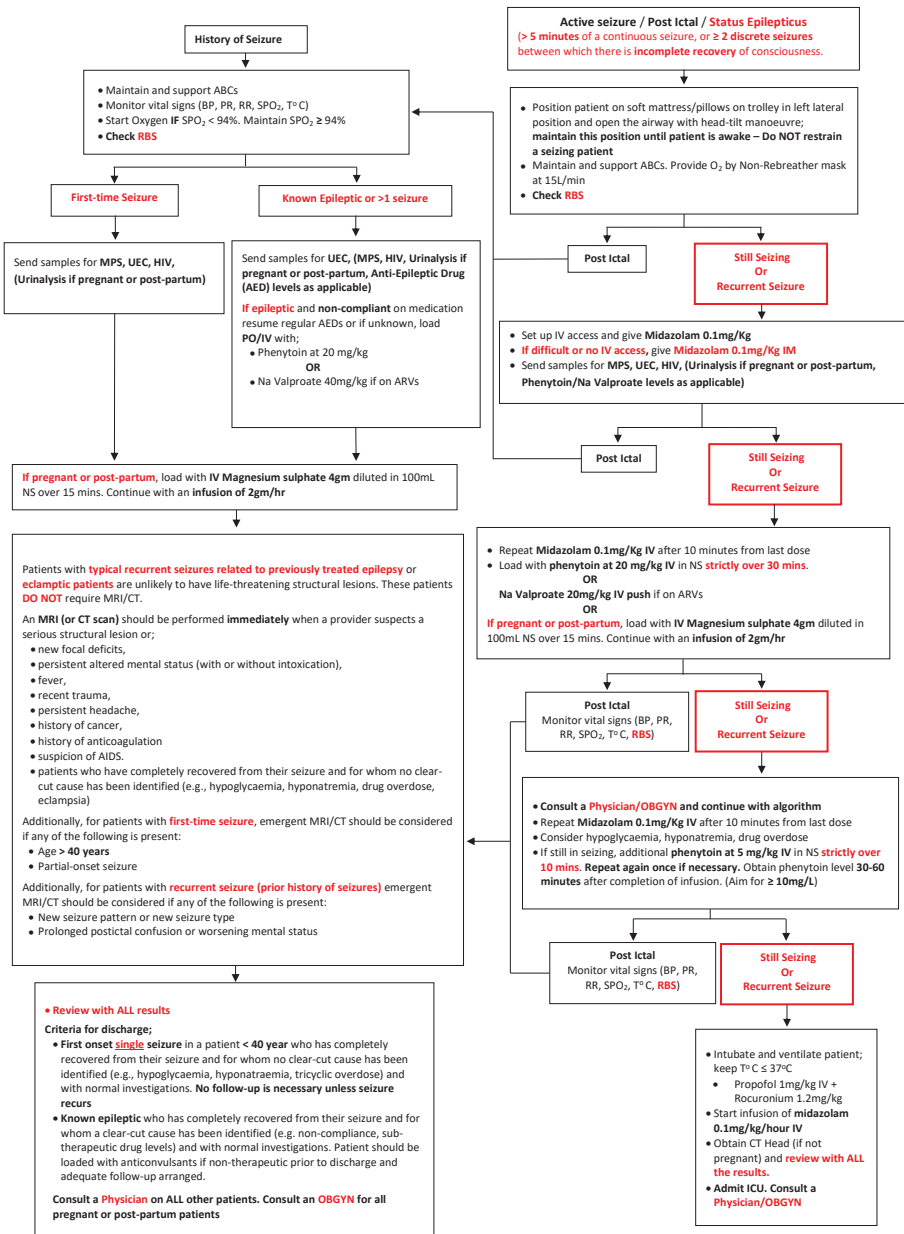 History of Seizure
• Maintain and support ABCs
• Monitor vital signs (BP, PR, RR, SPO₂, T° C)
• Start Oxygen IF SPO₂ < 94%. Maintain SPO₂ ≥ 94%
• Check RBS
First-time Seizure
Known Epileptic or >1 seizure
Send samples for MPS, UEC, HIV,
(Urinalysis if pregnant or post-partum)
Send samples for UEC, (MPS, HIV, Urinalysis if
pregnant or post-partum, Anti-Epileptic Drug
(AED) levels as applicable)
If epileptic and non-compliant on medication
resume regular AEDs or if unknown, load
PO/IV with;
• Phenytoin at 20 mg/kg
OR
• Na Valproate 40mg/kg if on ARVs
If pregnant or post-partum, load with IV Magnesium sulphate 4gm diluted in 100mL
NS over 15 mins. Continue with an infusion of 2gm/hr
Patients with typical recurrent seizures related to previously treated epilepsy or
eclamptic patients are unlikely to have life-threatening structural lesions. These patients
DO NOT require MRI/CT.
An MRI (or CT scan) should be performed immediately when a provider suspects a
serious structural lesion or;
• new focal deficits,
• persistent altered mental status (with or without intoxication),
• fever,
• recent trauma,
• persistent headache,
• history of cancer,
• history of anticoagulation
• suspicion of AIDS.
• patients who have completely recovered from their seizure and for whom no clear-
cut cause has been identified (e.g., hypoglycaemia, hyponatremia, drug overdose,
eclampsia)
Additionally, for patients with first-time seizure, emergent MRI/CT should be considered
if any of the following is present:
• Age > 40 years
• Partial-onset seizure
Additionally, for patients with recurrent seizure (prior history of seizures) emergent
MRI/CT should be considered if any of the following is present:
• New seizure pattern or new seizure type
• Prolonged postictal confusion or worsening mental status
• Review with ALL results
Criteria for discharge;
• First onset single seizure in a patient < 40 year who has completely
recovered from their seizure and for whom no clear-cut cause has been
identified (e.g., hypoglycaemia, hyponatraemia, tricyclic overdose) and
with normal investigations. No follow-up is necessary unless seizure
recurs
• Known epileptic who has completely recovered from their seizure and for
whom a clear-cut cause has been identified (e.g. non-compliance, sub-
therapeutic drug levels) and with normal investigations. Patient should be
loaded with anticonvulsants if non-therapeutic prior to discharge and
adequate follow-up arranged.
Consult a Physician on ALL other patients. Consult an OBGYN for all
pregnant or post-partum patients
Active seizure / Post Ictal / Status Epilepticus
(> 5 minutes of a continuous seizure, or ≥ 2 discrete seizures
between which there is incomplete recovery of consciousness.
• Position patient on soft mattress/pillows on trolley in left lateral
position and open the airway with head-tilt manoeuvre;
maintain this position until patient is awake – Do NOT restrain
a seizing patient
• Maintain and support ABCs. Provide O₂ by Non-Rebreather mask
at 15L/min
• Check RBS
Post Ictal
Still Seizing
Or
Recurrent Seizure
• Set up IV access and give Midazolam 0.1mg/Kg
• If difficult or no IV access, give Midazolam 0.1mg/Kg IM
• Send samples for MPS, UEC, HIV, (Urinalysis if pregnant or post-partum,
Phenytoin/Na Valproate levels as applicable)
Post Ictal
Still Seizing
Or
Recurrent Seizure
• Repeat Midazolam 0.1mg/Kg IV after 10 minutes from last dose
• Load with phenytoin at 20 mg/kg IV in NS strictly over 30 mins.
OR
Na Valproate 20mg/kg IV push if on ARVs
OR
If pregnant or post-partum, load with IV Magnesium sulphate 4gm diluted in
100mL NS over 15 mins. Continue with an infusion of 2gm/hr
Post Ictal
Monitor vital signs (BP, PR,
RR, SPO₂, T° C, RBS)
Still Seizing
Or
Recurrent Seizure
• Consult a Physician/OBGYN and continue with algorithm
• Repeat Midazolam 0.1mg/Kg IV after 10 minutes from last dose
• Consider hypoglycaemia, hyponatremia, drug overdose
• If still in seizing, additional phenytoin at 5 mg/kg IV in NS strictly over
10 mins. Repeat again once if necessary. Obtain phenytoin level 30-60
minutes after completion of infusion. (Aim for ≥ 10mg/L)
Post Ictal
Monitor vital signs (BP, PR,
RR, SPO₂, T° C, RBS)
Still Seizing
Or
Recurrent Seizure
• Intubate and ventilate patient;
keep T° C ≤ 37°C
• Propofol 1mg/kg IV +
Rocuronium 1.2mg/kg
• Start infusion of midazolam
0.1mg/kg/hour IV
• Obtain CT Head (if not
pregnant) and review with ALL
the results.
• Admit ICU. Consult a
Physician/OBGYN